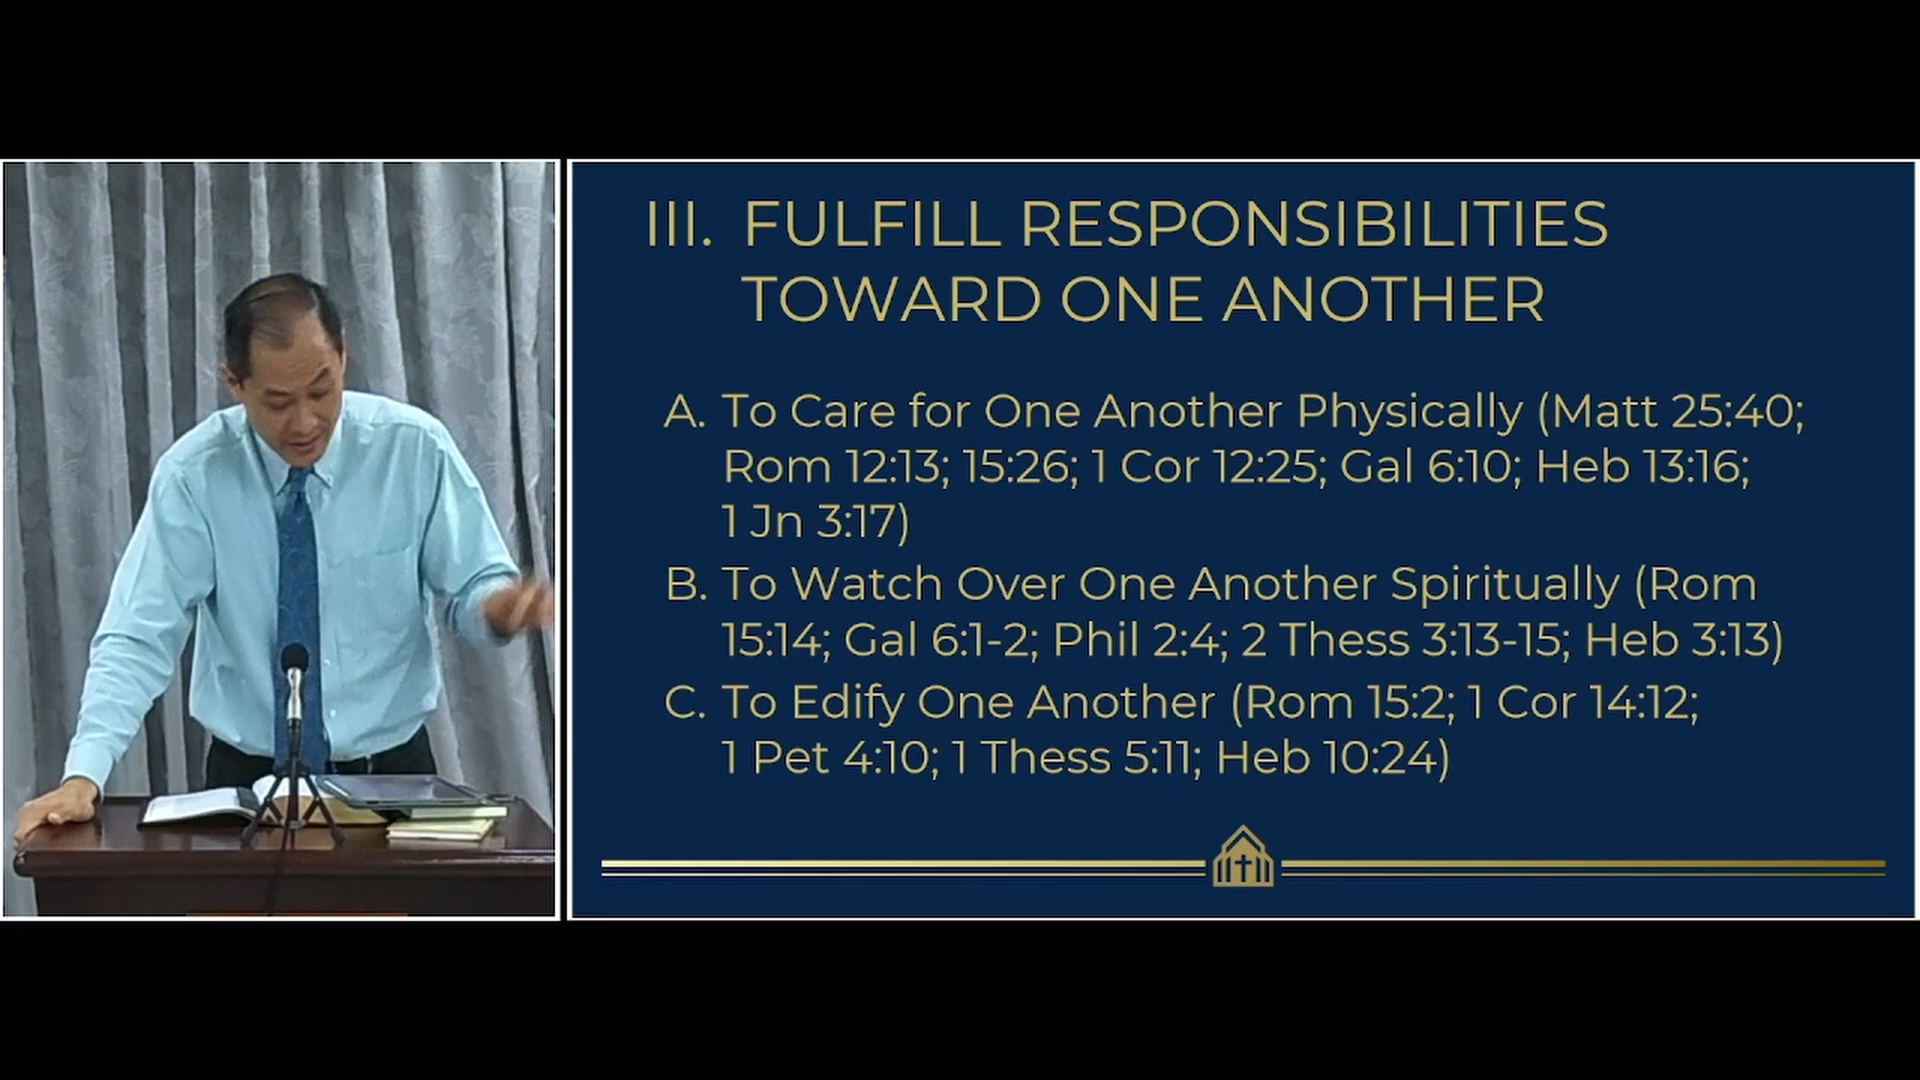 III. FULFILL RESPONSIBILITIES
TOWARD ONE ANOTHER
A. To Care for One Another Physically (Matt 25:40;
Rom 12:13; 15:26; 1 Cor 12:25; Gal 6:10; Heb 13:16;
1 Jn 3:17)
B. To Watch Over One Another Spiritually (Rom
15:14; Gal 6:1-2; Phil 2:4; 2 Thess 3:13-15; Heb 3:13)
C. To Edify One Another (Rom 15:2; 1 Cor 14:12;
1 Pet 4:10; 1 Thess 5:11; Heb 10:24)